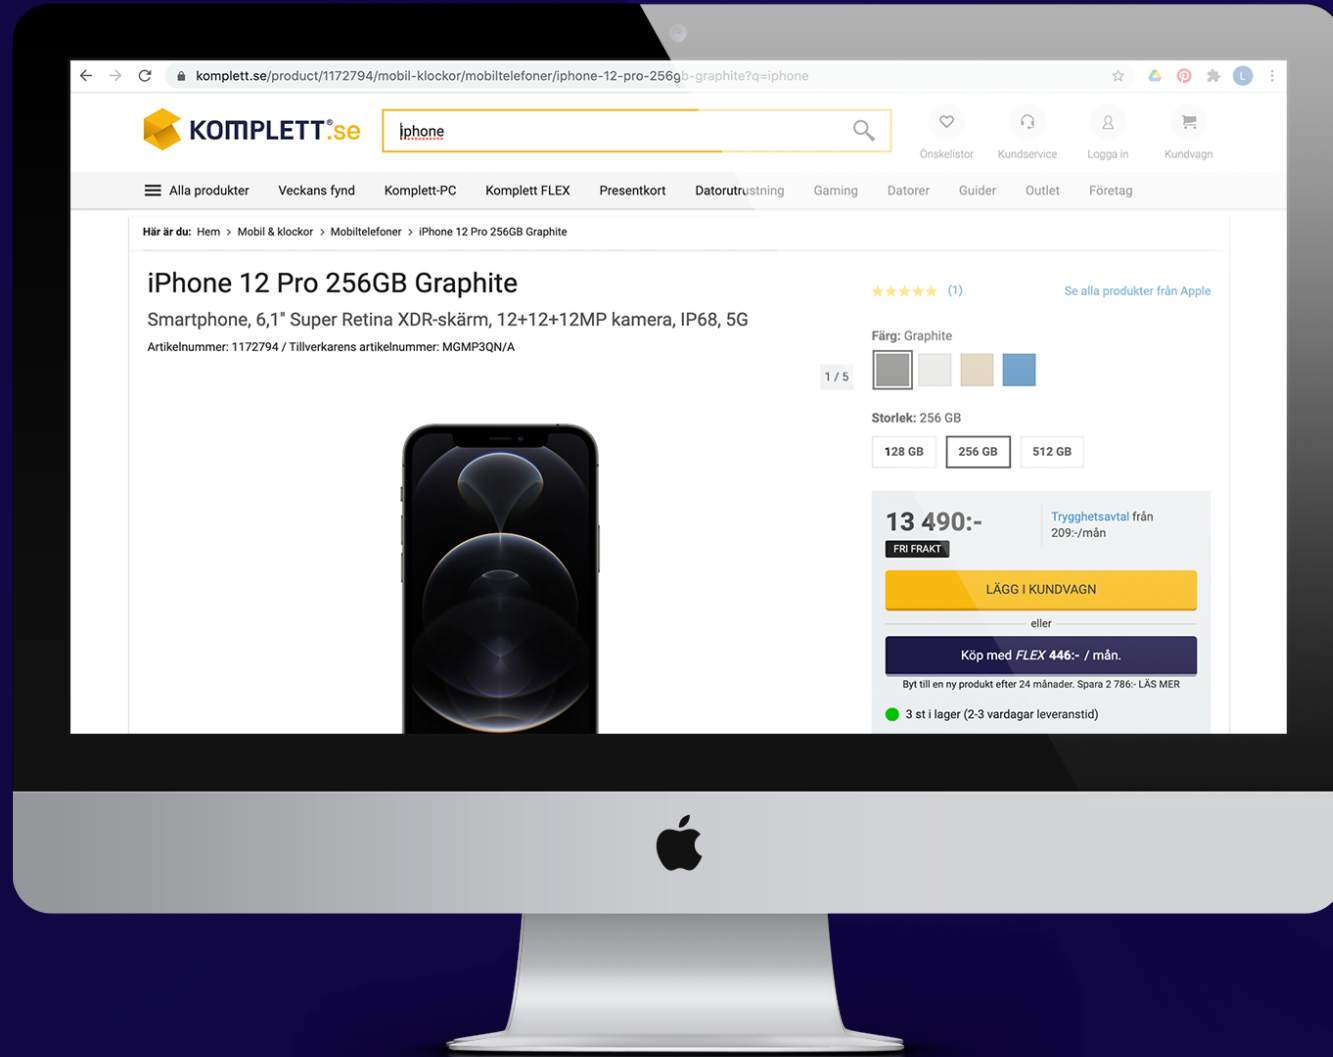 komplett.se/product/1172794/mobil-klockor/mobiltelefoner/iphone-12-pro-256gb-graphite?q=iphone
L
KOMPLETT®.se
iphone
Önskelistor Kundservice Logga in Kundvagn
Alla produkter Veckans fynd Komplett-PC Komplett FLEX Presentkort Datorutrustning Gaming Datorer Guider Outlet Företag
Här är du: Hem > Mobil & klockor > Mobiltelefoner > iPhone 12 Pro 256GB Graphite
iPhone 12 Pro 256GB Graphite
Smartphone, 6,1" Super Retina XDR-skärm, 12+12+12MP kamera, IP68, 5G
Artikelnummer: 1172794 / Tillverkarens artikelnummer: MGMP3QN/A
1 / 5
(1)
Se alla produkter från Apple
Färg: Graphite
Storlek: 256 GB
128 GB 256 GB 512 GB
13 490:-
FRI FRAKT
Trygghetsavtal från
209:-/mån
LÄGG I KUNDVAGN
eller
Köp med FLEX 446:- / mån.
Byt till en ny produkt efter 24 månader. Spara 2 786:- LÄS MER
3 st i lager (2-3 vardagar leveranstid)